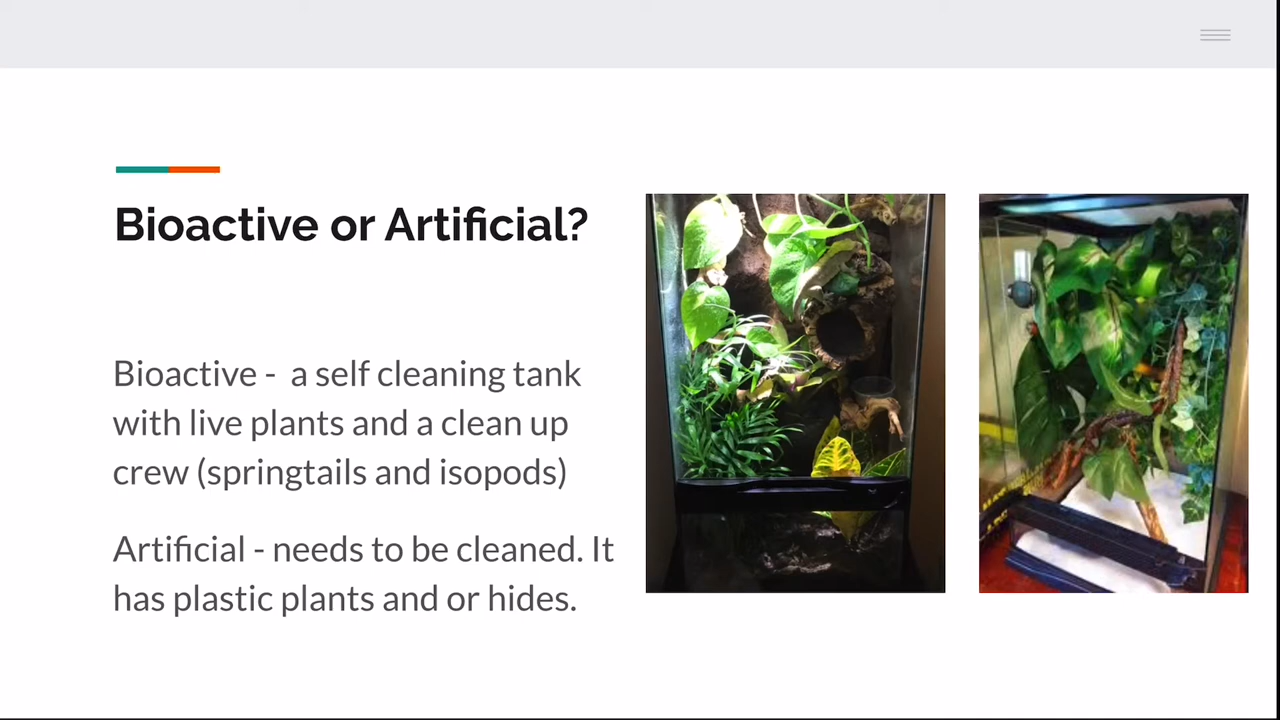 Bioactive or Artificial?
Bioactive -  a self cleaning tank
with live plants and a clean up
crew (springtails and isopods)
Artificial - needs to be cleaned. It
has plastic plants and or hides.